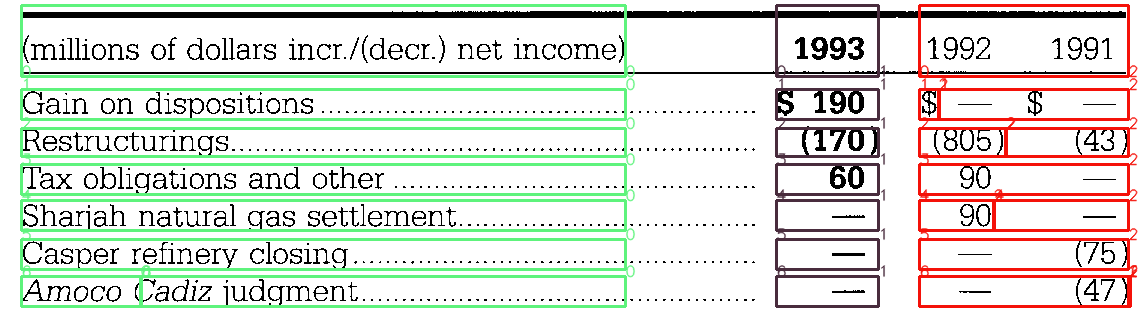 (millions of dollars incr./(decr.) net income) 1993 1992 1991
Gain on dispositions $ 190 $ — $ —
Restructurings (170) (805) (43)
Tax obligations and other 60 90 —
Sharjah natural gas settlement — 90 —
Casper refinery closing — — (75)
Amoco Cadiz judgment — — (47)